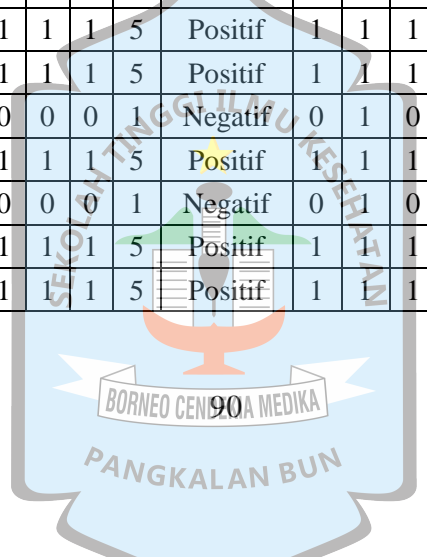 1 1 1 5 Positif 1 1 1
1 1 1 5 Positif 1 1 1
0 0 0 1 Negatif 0 1 0
1 1 1 5 Positif 1 1 1
0 0 0 1 Negatif 0 1 0
1 1 1 5 Positif 1 1 1
1 1 1 5 Positif 1 1 1
SEKOLAH TINGGI ILMU KESEHATAN
BORNEO CENDEKIA MEDIKA
90
PANGKALAN BUN